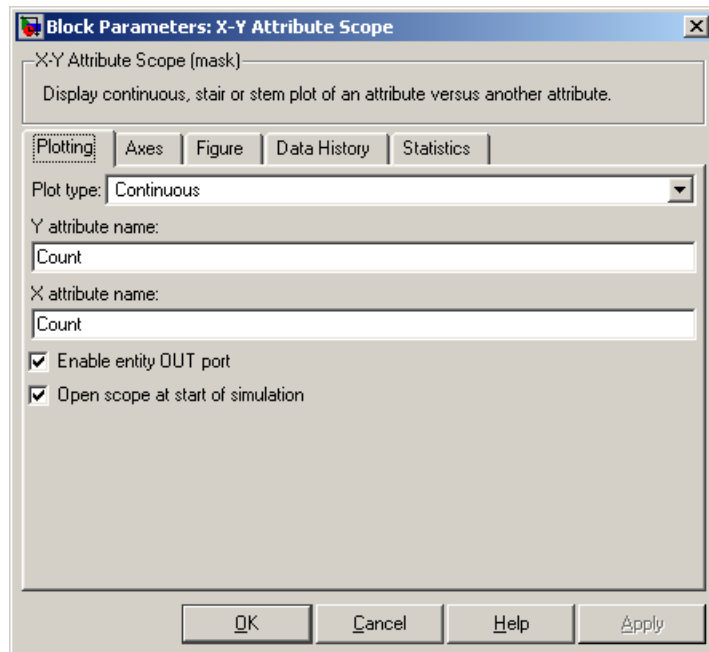 Block Parameters: X-Y Attribute Scope
X-Y Attribute Scope (mask)
Display continuous, stair or stem plot of an attribute versus another attribute.
Plotting Axes Figure Data History Statistics
Plot type: Continuous
Y attribute name:
Count
X attribute name:
Count
Enable entity OUT port
Open scope at start of simulation
OK Cancel Help Apply